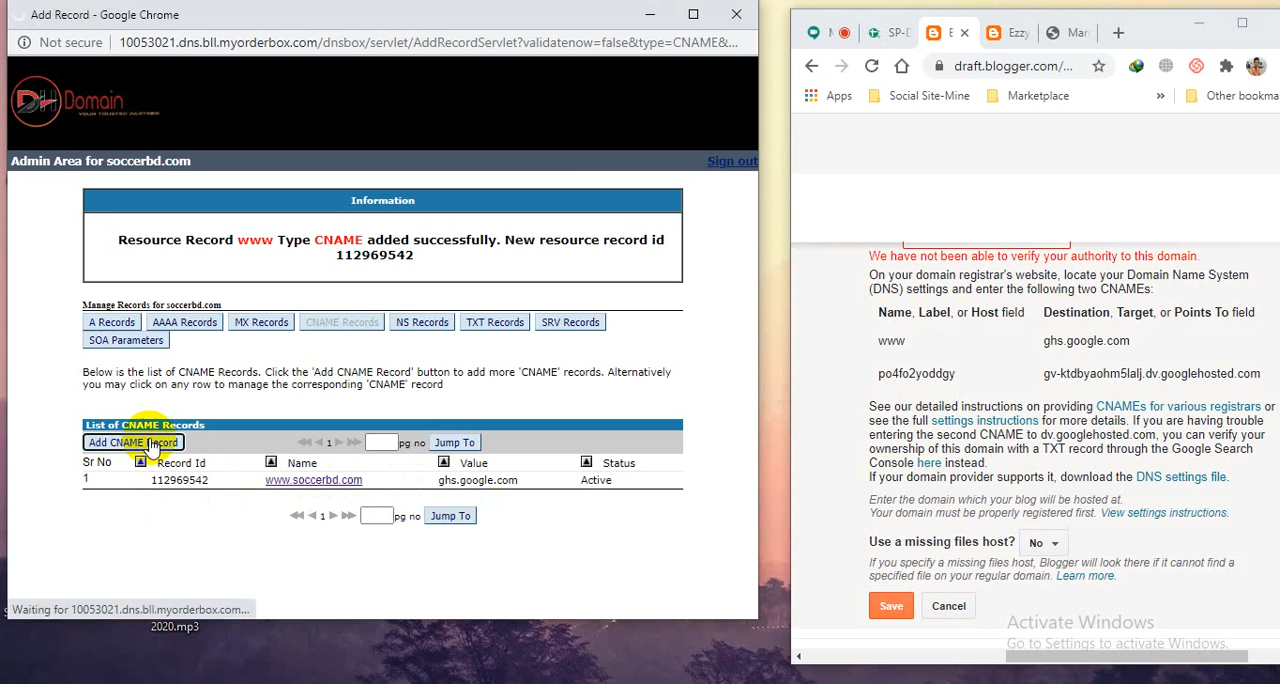 Add Record - Google Chrome
Not secure
10053021.dns.bll.myorderbox.com/dnsbox/servlet/AddRecordServlet?validatenow=false&type=CNAME&...
DH Domain
YOUR TRUSTED PARTNER
Admin Area for soccerbd.com
Sign out
Information
Resource Record www Type CNAME added successfully. New resource record id
112969542
Manage Records for soccerbd.com
A Records AAAA Records MX Records CNAME Records NS Records TXT Records SRV Records
SOA Parameters
Below is the list of CNAME Records. Click the 'Add CNAME Record' button to add more 'CNAME' records. Alternatively
you may click on any row to manage the corresponding 'CNAME' record
List of CNAME Records
Add CNAME Record 1 pg no Jump To
Sr No Record Id Name Value Status
1 112969542 www.soccerbd.com ghs.google.com Active
1 pg no Jump To
Waiting for 10053021.dns.bll.myorderbox.com...
2020.mp3
SP-D E Ezzy Mar
draft.blogger.com/...
Apps Social Site-Mine Marketplace » Other bookma
We have not been able to verify your authority to this domain.
On your domain registrar's website, locate your Domain Name System
(DNS) settings and enter the following two CNAMEs:
Name, Label, or Host field Destination, Target, or Points To field
www ghs.google.com
po4fo2yoddgy gv-ktdbyaohm5lalj.dv.googlehosted.com
See our detailed instructions on providing CNAMEs for various registrars or
see the full settings instructions for more details. If you are having trouble
entering the second CNAME to dv.googlehosted.com, you can verify your
ownership of this domain with a TXT record through the Google Search
Console here instead.
If your domain provider supports it, download the DNS settings file.
Enter the domain which your blog will be hosted at.
Your domain must be properly registered first. View settings instructions.
Use a missing files host? No
If you specify a missing files host, Blogger will look there if it cannot find a
specified file on your regular domain. Learn more.
Save Cancel
Activate Windows
Go to Settings to activate Windows.